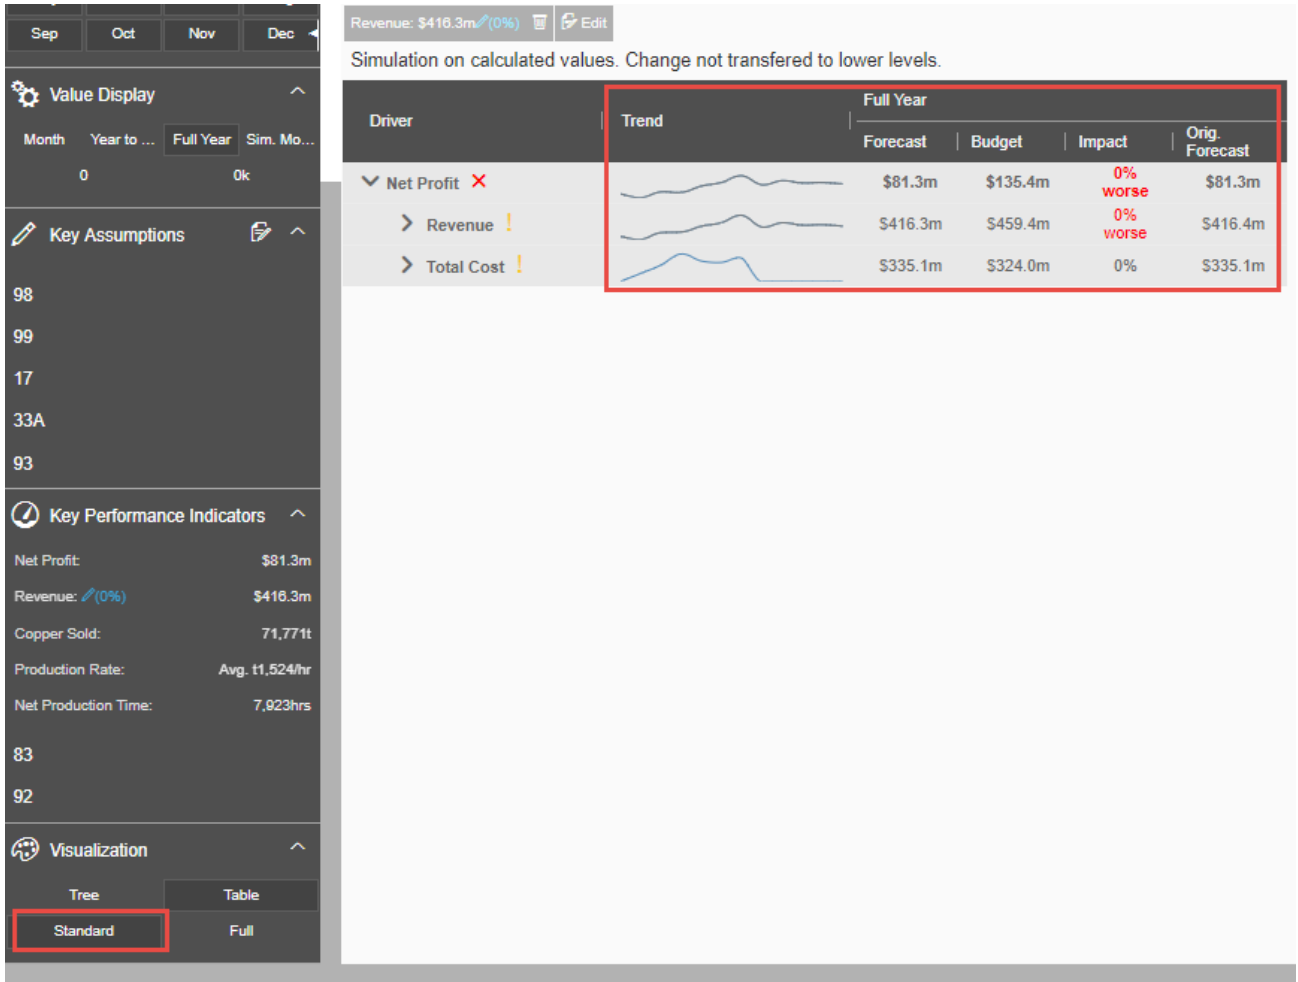 Sep Oct Nov Dec
Value Display
Month Year to ... Full Year Sim. Mo...
0 0k
Key Assumptions
98
99
17
33A
93
Key Performance Indicators
Net Profit: $81.3m
Revenue: (0%) $416.3m
Copper Sold: 71,771t
Production Rate: Avg. t1,524/hr
Net Production Time: 7,923hrs
83
92
Visualization
Tree Table
Standard Full
Revenue: $416.3m (0%) Edit
Simulation on calculated values. Change not transfered to lower levels.
Full Year
Driver Trend
Forecast Budget Impact Orig. Forecast
Net Profit $81.3m $135.4m 0% worse $81.3m
Revenue ! $416.3m $459.4m 0% worse $416.4m
Total Cost ! $335.1m $324.0m 0% $335.1m